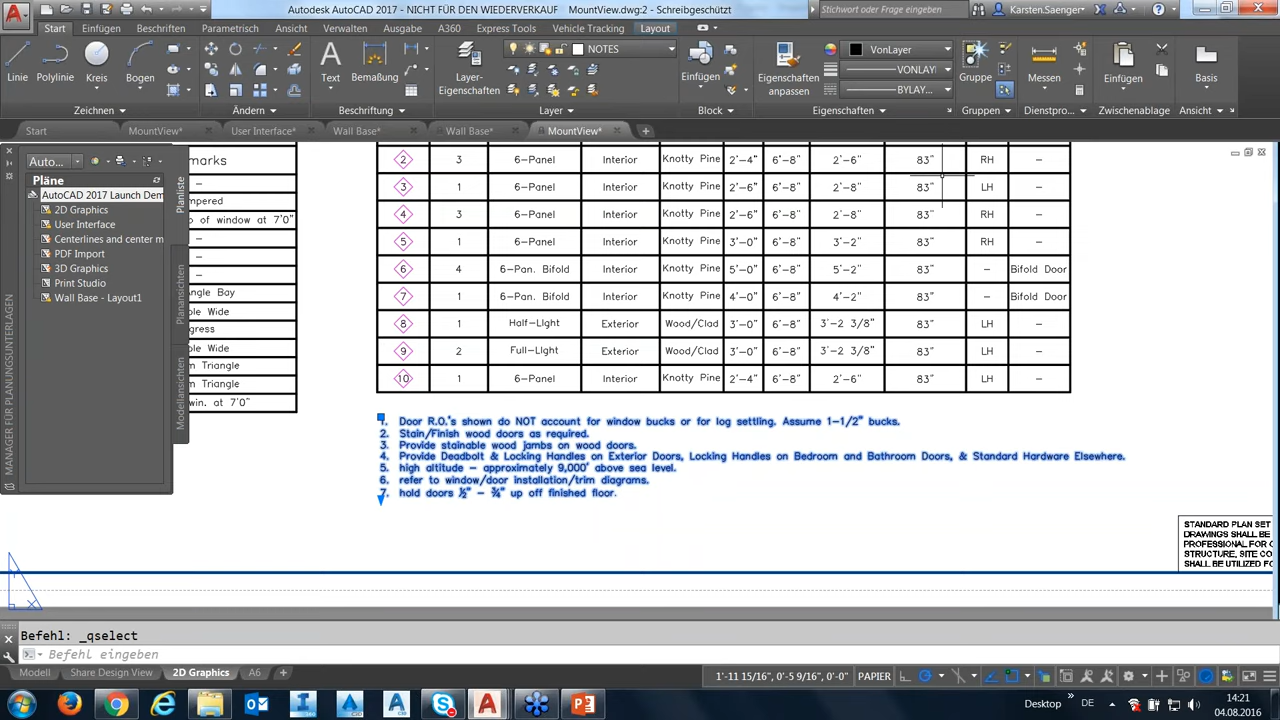 Autodesk AutoCAD 2017 - NICHT FÜR DEN WIEDERVERKAUF MountView.dwg:2 - Schreibgeschützt
Stichwort oder Frage eingeben
Karsten.Saenger
Start Einfügen Beschriften Parametrisch Ansicht Verwalten Ausgabe A360 Express Tools Vehicle Tracking Layout
Linie Polylinie Kreis Bogen Text Bemaßung Layer-Eigenschaften NOTES Einfügen Eigenschaften anpassen VonLayer VONLAY BYLAY... Gruppe Messen Einfügen Basis
Zeichnen Ändern Beschriftung Layer Block Eigenschaften Gruppen Dienstpro... Zwischenablage Ansicht
Start MountView* User Interface* Wall Base* Wall Base* MountView*
Auto...
Pläne
AutoCAD 2017 Launch Dem
2D Graphics
User Interface
Centerlines and center m
PDF Import
3D Graphics
Print Studio
Wall Base - Layout1
Planliste
Planansichten
Modellansichten
MANAGER FÜR PLANUNGSUNTERLAGEN
marks
–
mpered
p of window at 7'0"
–
–
–
ngle Bay
le Wide
gress
le Wide
m Triangle
m Triangle
win. at 7'0"
2 3 6-Panel Interior Knotty Pine 2'-4" 6'-8" 2'-6" 83" RH –
3 1 6-Panel Interior Knotty Pine 2'-6" 6'-8" 2'-8" 83" LH –
4 3 6-Panel Interior Knotty Pine 2'-6" 6'-8" 2'-8" 83" RH –
5 1 6-Panel Interior Knotty Pine 3'-0" 6'-8" 3'-2" 83" RH –
6 4 6-Pan. Bifold Interior Knotty Pine 5'-0" 6'-8" 5'-2" 83" – Bifold Door
7 1 6-Pan. Bifold Interior Knotty Pine 4'-0" 6'-8" 4'-2" 83" – Bifold Door
8 1 Half-LIght Exterior Wood/Clad 3'-0" 6'-8" 3'-2 3/8" 83" LH –
9 2 Full-LIght Exterior Wood/Clad 3'-0" 6'-8" 3'-2 3/8" 83" LH –
10 1 6-Panel Interior Knotty Pine 2'-4" 6'-8" 2'-6" 83" LH –
1. Door R.O.'s shown do NOT account for window bucks or for log settling. Assume 1-1/2" bucks.
2. Stain/Finish wood doors as required.
3. Provide stainable wood jambs on wood doors.
4. Provide Deadbolt & Locking Handles on Exterior Doors, Locking Handles on Bedroom and Bathroom Doors, & Standard Hardware Elsewhere.
5. high altitude – approximately 9,000' above sea level.
6. refer to window/door installation/trim diagrams.
7. hold doors ½" – ¾" up off finished floor.
STANDARD PLAN SET
DRAWINGS SHALL BE
PROFESSIONAL FOR C
STRUCTURE, SITE CO
SHALL BE UTILIZED FO
Befehl: _qselect
Befehl eingeben
Modell Share Design View 2D Graphics A6
1'-11 15/16", 0'-5 9/16", 0'-0" PAPIER
Desktop DE 14:21
04.08.2016